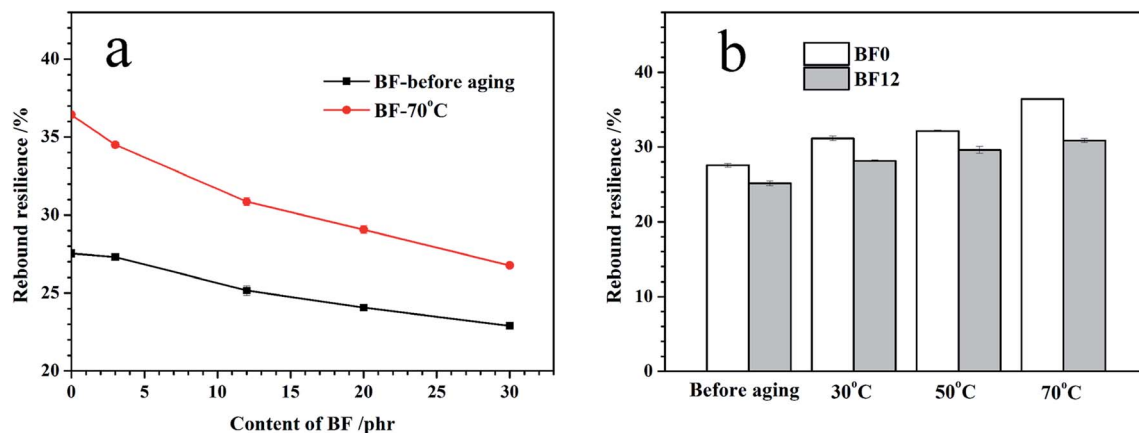 a
BF-before aging
BF-70°C
Rebound resilience /%
40
35
30
25
20
0 5 10 15 20 25 30
Content of BF /phr
b
BF0
BF12
Rebound resilience /%
40
30
20
10
0
Before aging 30°C 50°C 70°C